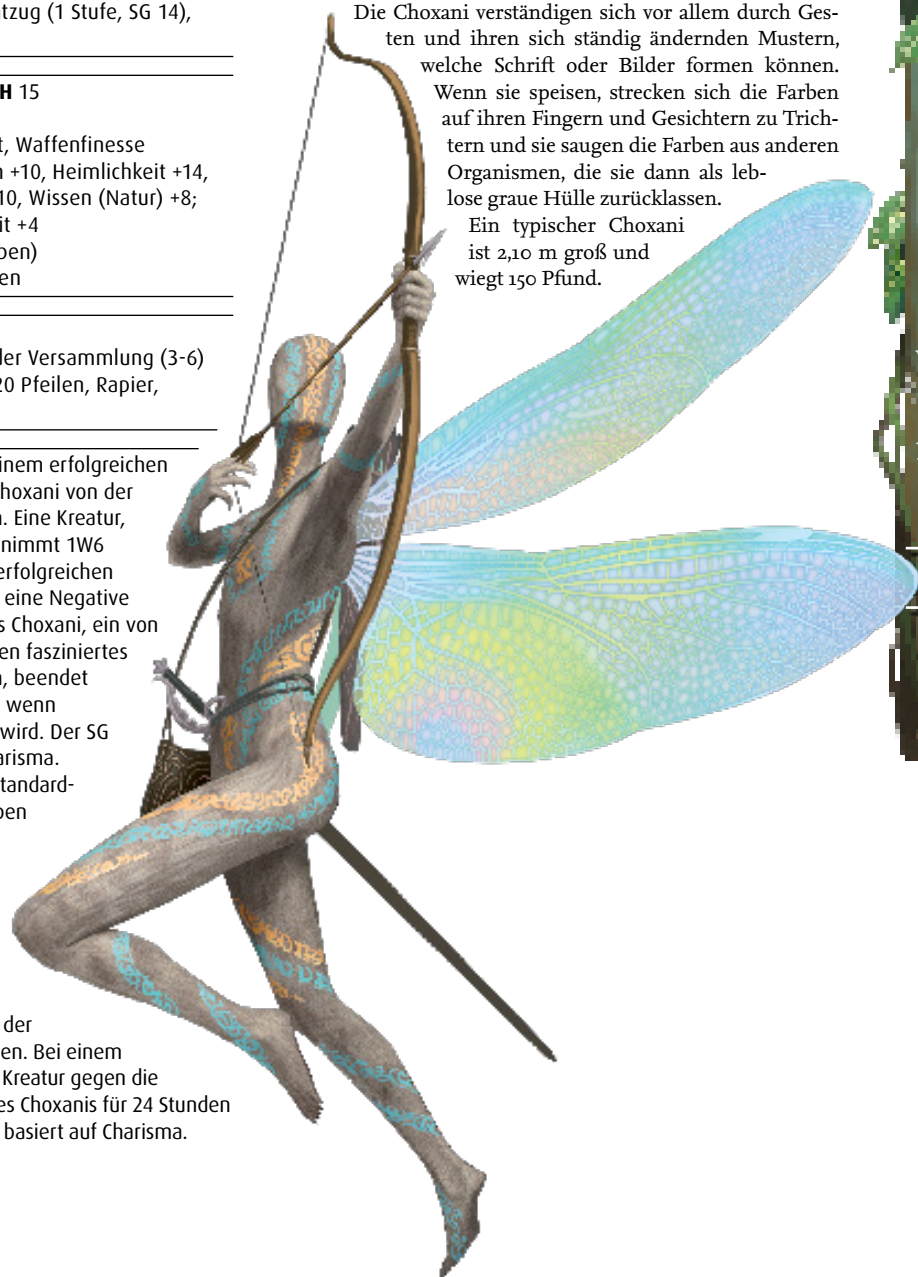 tzug (1 Stufe, SG 14),
H 15
t, Waffenfinesse
+10, Heimlichkeit +14,
10, Wissen (Natur) +8;
it +4
ben)
en
der Versammlung (3-6)
20 Pfeilen, Rapier,
inem erfolgreichen
hoxani von der
n. Eine Kreatur,
nimmt 1W6
erfolgreichen
eine Negative
s Choxani, ein von
en fasziniertes
n, beendet
wenn
wird. Der SG
arisma.
tandard-
ben
der
en. Bei einem
Kreatur gegen die
es Choxanis für 24 Stunden
basiert auf Charisma.
Die Choxani verständigen sich vor allem durch Ges-
ten und ihren sich ständig ändernden Mustern,
welche Schrift oder Bilder formen können.
Wenn sie speisen, strecken sich die Farben
auf ihren Fingern und Gesichtern zu Trich-
tern und sie saugen die Farben aus anderen
Organismen, die sie dann als leb-
lose graue Hülle zurücklassen.
Ein typischer Choxani
ist 2,10 m groß und
wiegt 150 Pfund.